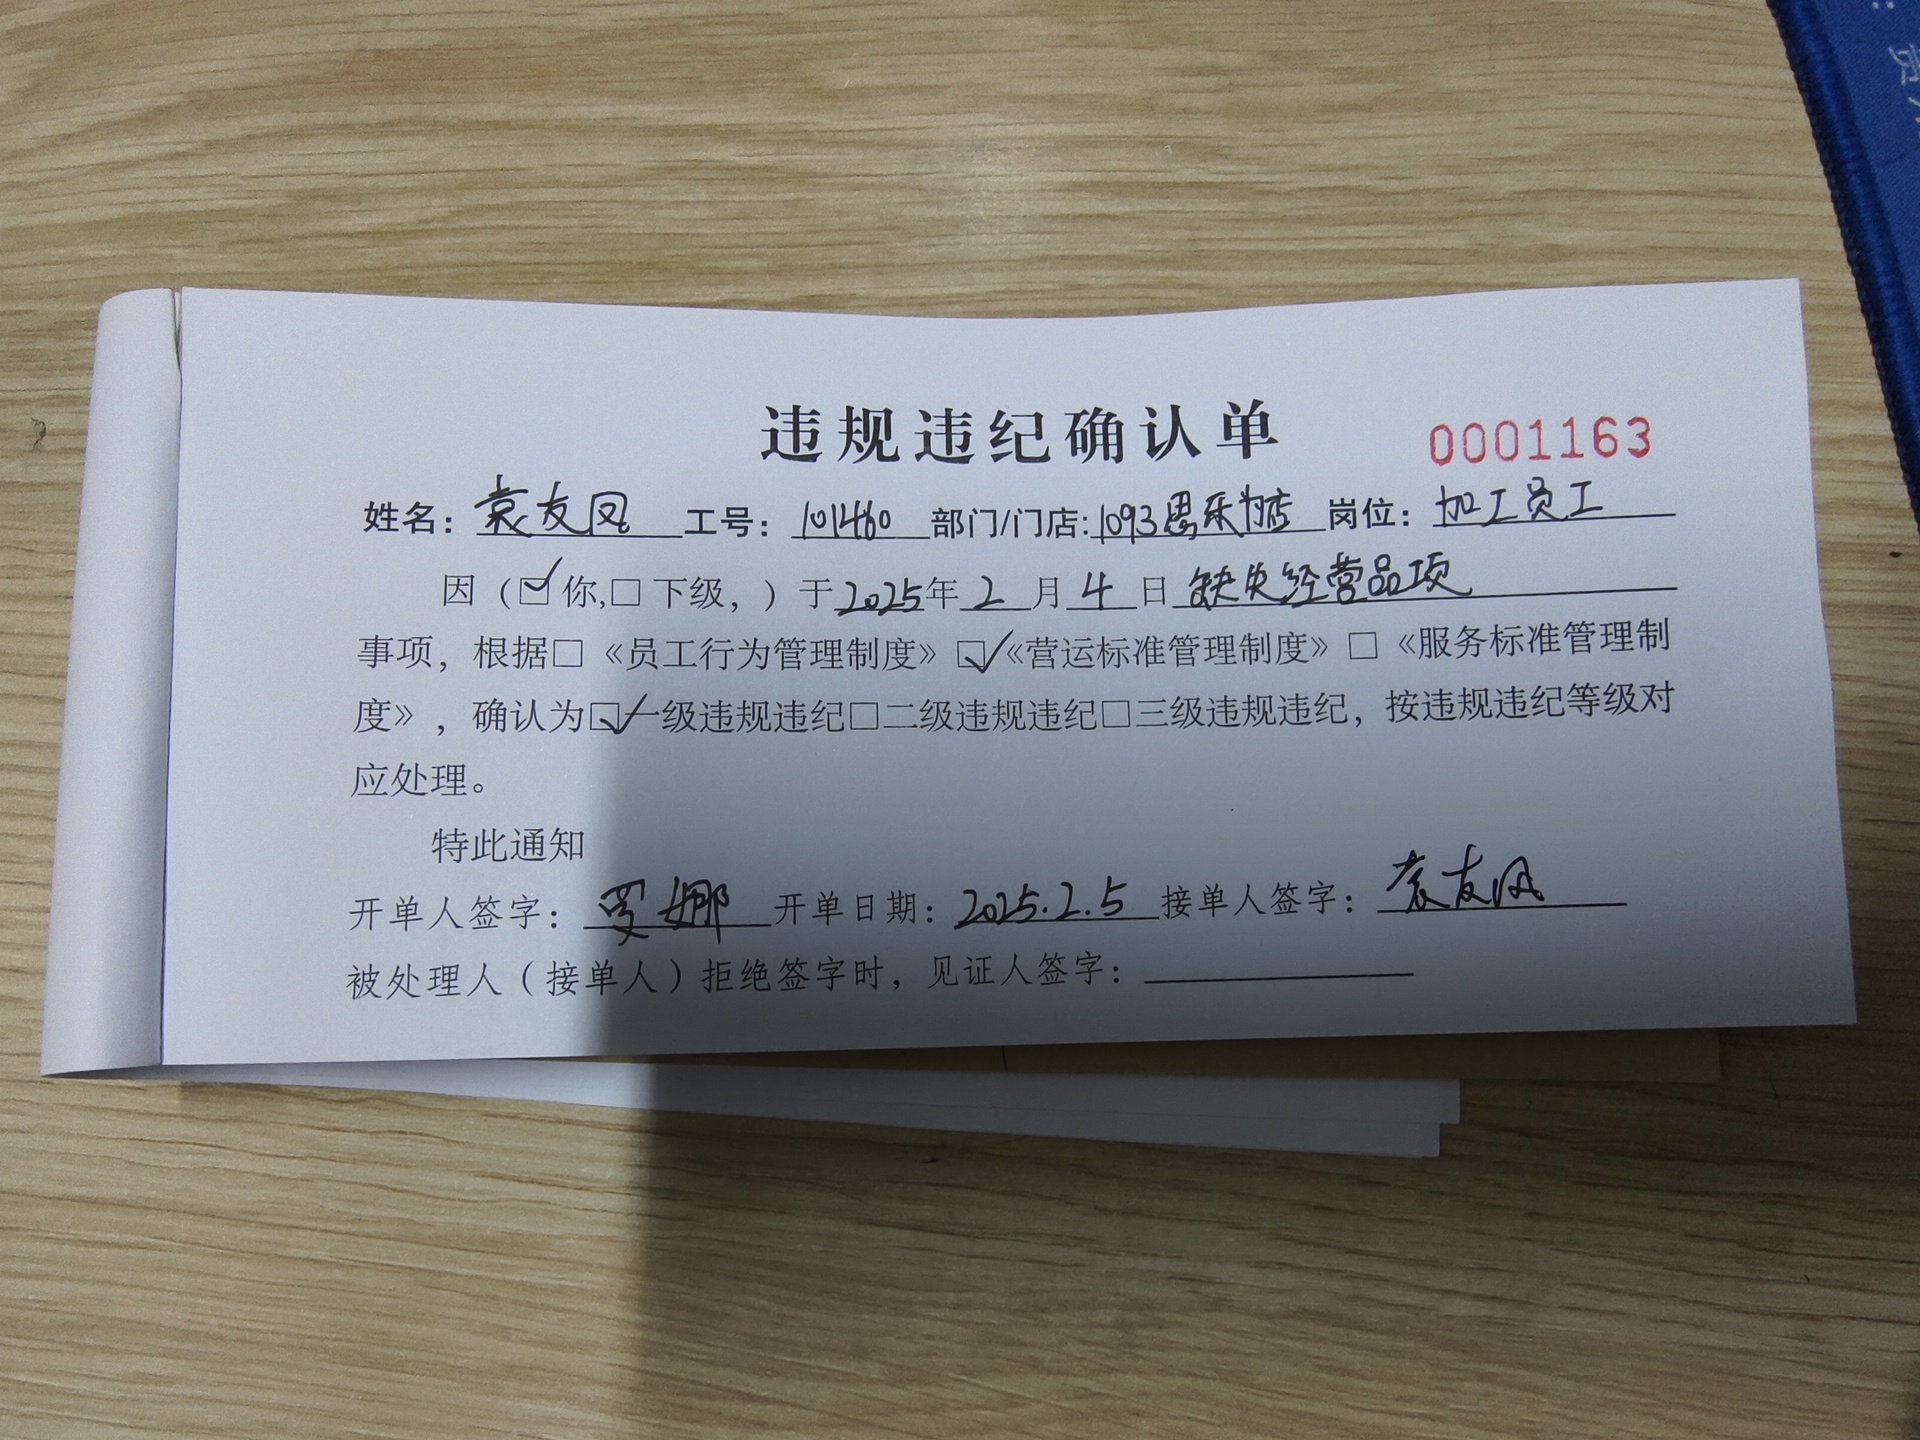 违规违纪确认单 0001163
姓名：袁友凤 工号：101460 部门/门店:1093思乐店 岗位：加工员工
因（☑你,□下级，）于2025年2月4日缺失经营品项
事项，根据□《员工行为管理制度》☑《营运标准管理制度》□《服务标准管理制
度》，确认为☑一级违规违纪□二级违规违纪□三级违规违纪，按违规违纪等级对
应处理。
特此通知
开单人签字：罗娜 开单日期：2025.2.5 接单人签字：袁友凤
被处理人（接单人）拒绝签字时，见证人签字：